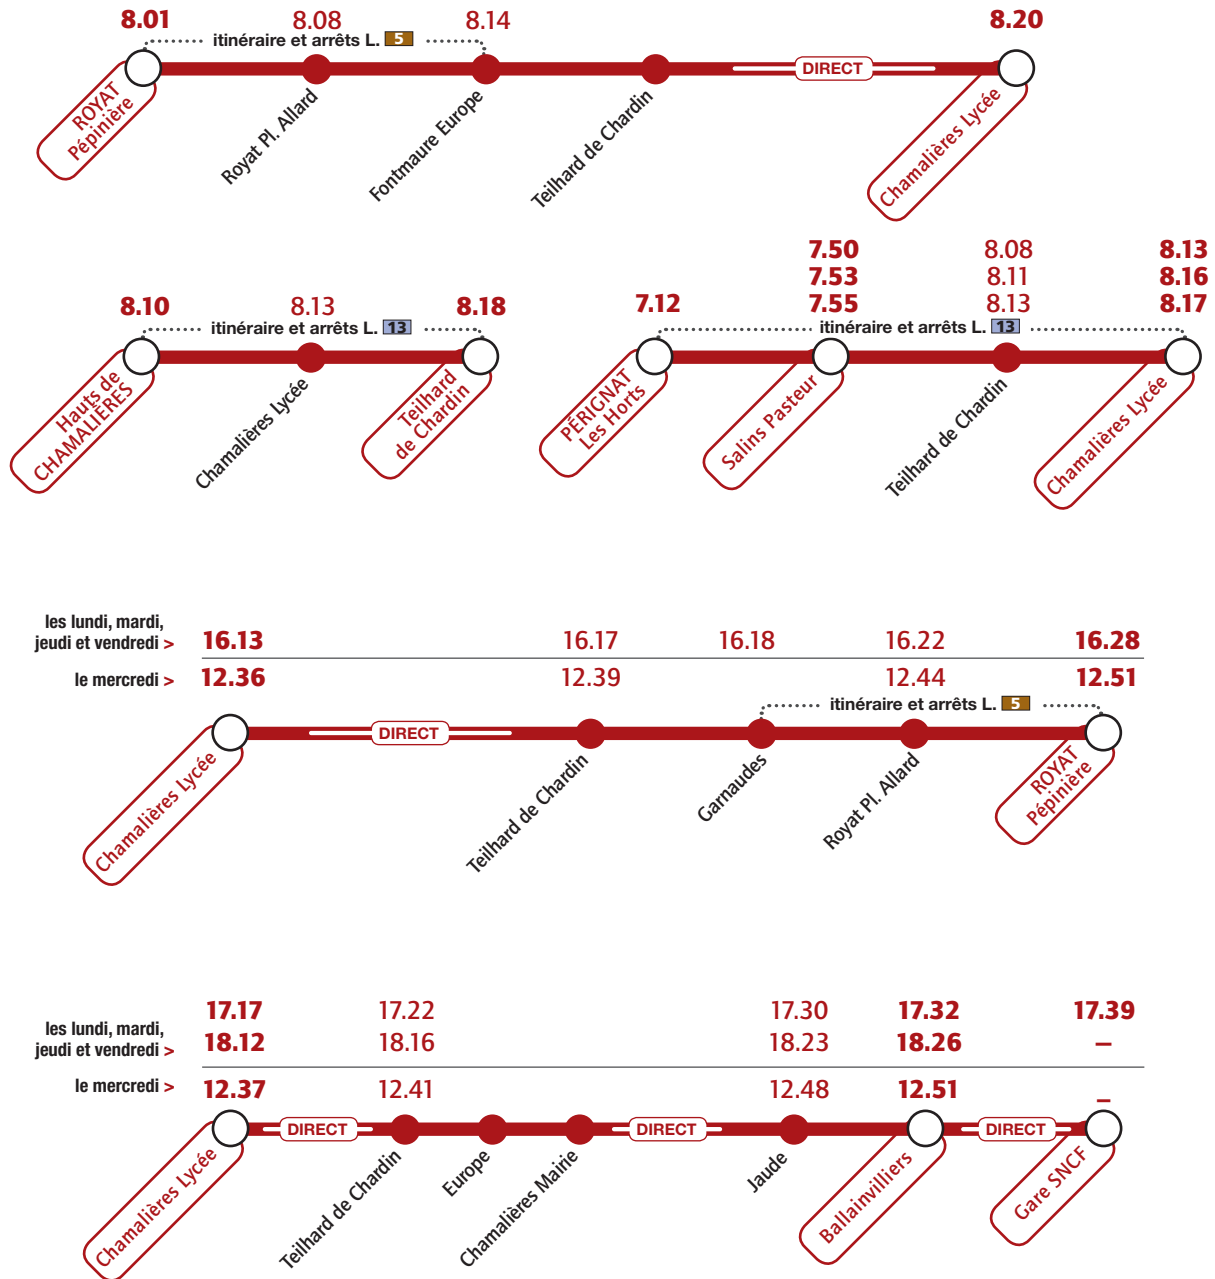 8.01 8.08 8.14 8.20
itinéraire et arrêts L. 5
DIRECT
ROYAT
Pépinière
Royat Pl. Allard
Fontmaure Europe
Teilhard de Chardin
Chamalières Lycée
8.10 8.13 8.18
itinéraire et arrêts L. 13
Hauts de
CHAMALIÈRES
Chamalières Lycée
Teilhard
de Chardin
7.50 8.08 8.13
7.53 8.11 8.16
7.12 7.55 8.13 8.17
itinéraire et arrêts L. 13
PÉRIGNAT
Les Horts
Salins Pasteur
Teilhard de Chardin
Chamalières Lycée
les lundi, mardi,
jeudi et vendredi > 16.13 16.17 16.18 16.22 16.28
le mercredi > 12.36 12.39 12.44 12.51
itinéraire et arrêts L. 5
DIRECT
Chamalières Lycée
Teilhard de Chardin
Garnaudes
Royat Pl. Allard
ROYAT
Pépinière
17.17 17.22 17.30 17.32 17.39
les lundi, mardi,
jeudi et vendredi > 18.12 18.16 18.23 18.26 –
le mercredi > 12.37 12.41 12.48 12.51 –
DIRECT DIRECT DIRECT
Chamalières Lycée
Teilhard de Chardin
Europe
Chamalières Mairie
Jaude
Ballainvilliers
Gare SNCF